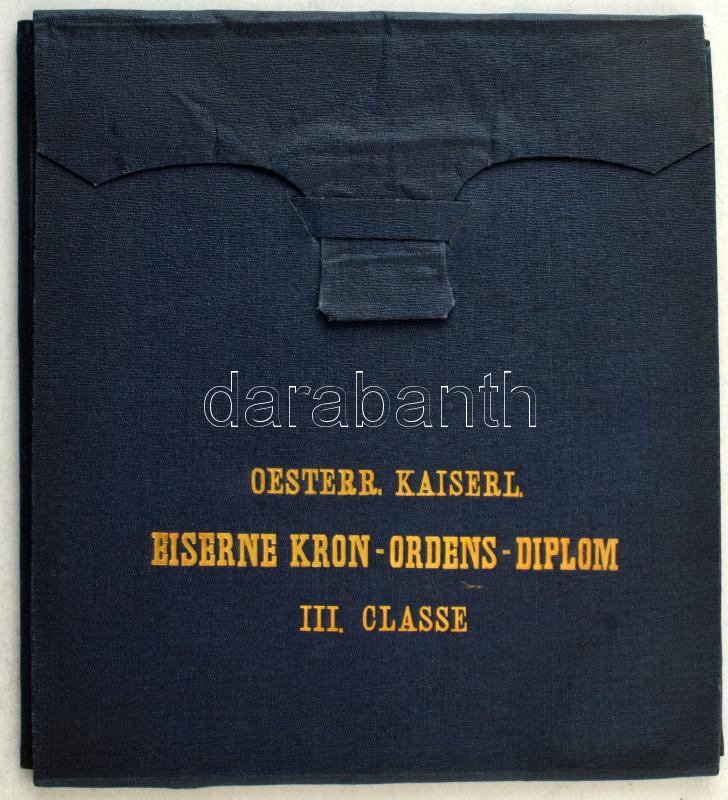 darabanth
OESTERR. KAISERL.
EISERNE KRON-ORDENS-DIPLOM
III. CLASSE